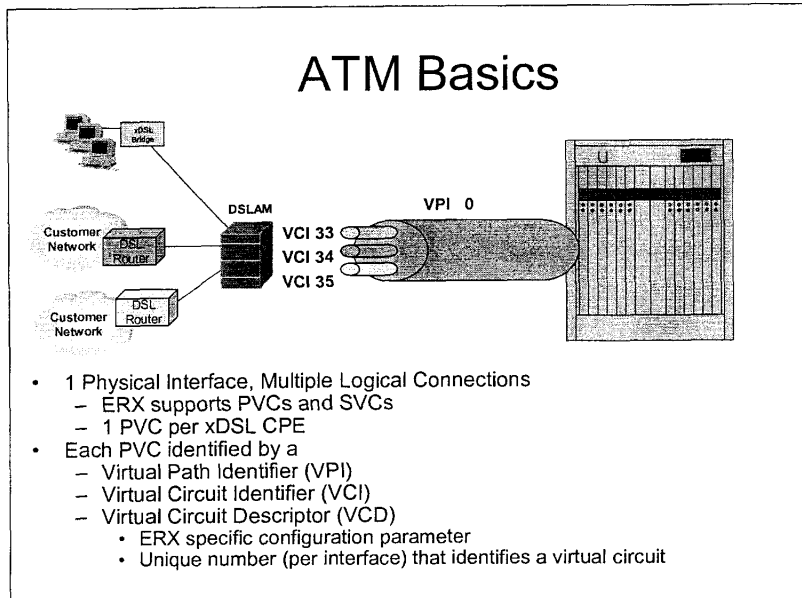 ATM Basics
xDSL
Bridge
DSLAM
VPI 0
Customer
Network
DSL
Router
VCI 33
VCI 34
VCI 35
DSL
Router
Customer
Network
• 1 Physical Interface, Multiple Logical Connections
– ERX supports PVCs and SVCs
– 1 PVC per xDSL CPE
• Each PVC identified by a
– Virtual Path Identifier (VPI)
– Virtual Circuit Identifier (VCI)
– Virtual Circuit Descriptor (VCD)
• ERX specific configuration parameter
• Unique number (per interface) that identifies a virtual circuit